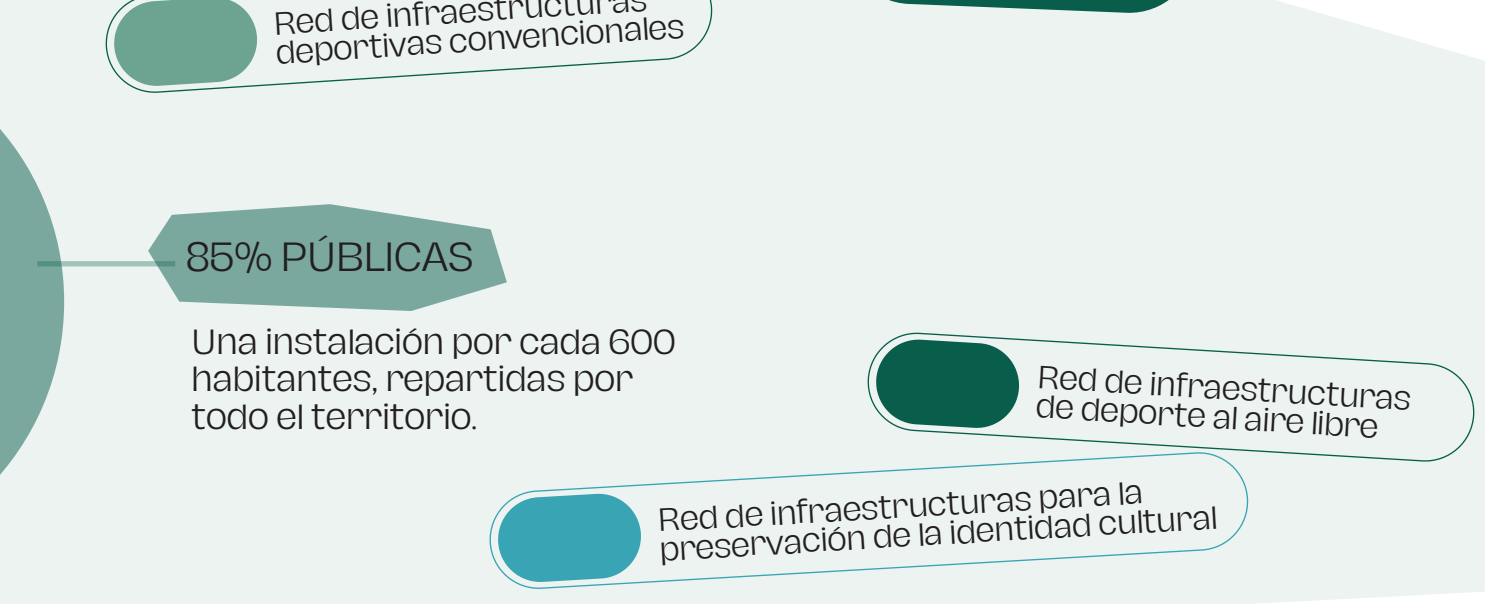 Red de infraestructuras
deportivas convencionales
85% PÚBLICAS
Una instalación por cada 600
habitantes, repartidas por
todo el territorio.
Red de infraestructuras
de deporte al aire libre
Red de infraestructuras para la
preservación de la identidad cultural